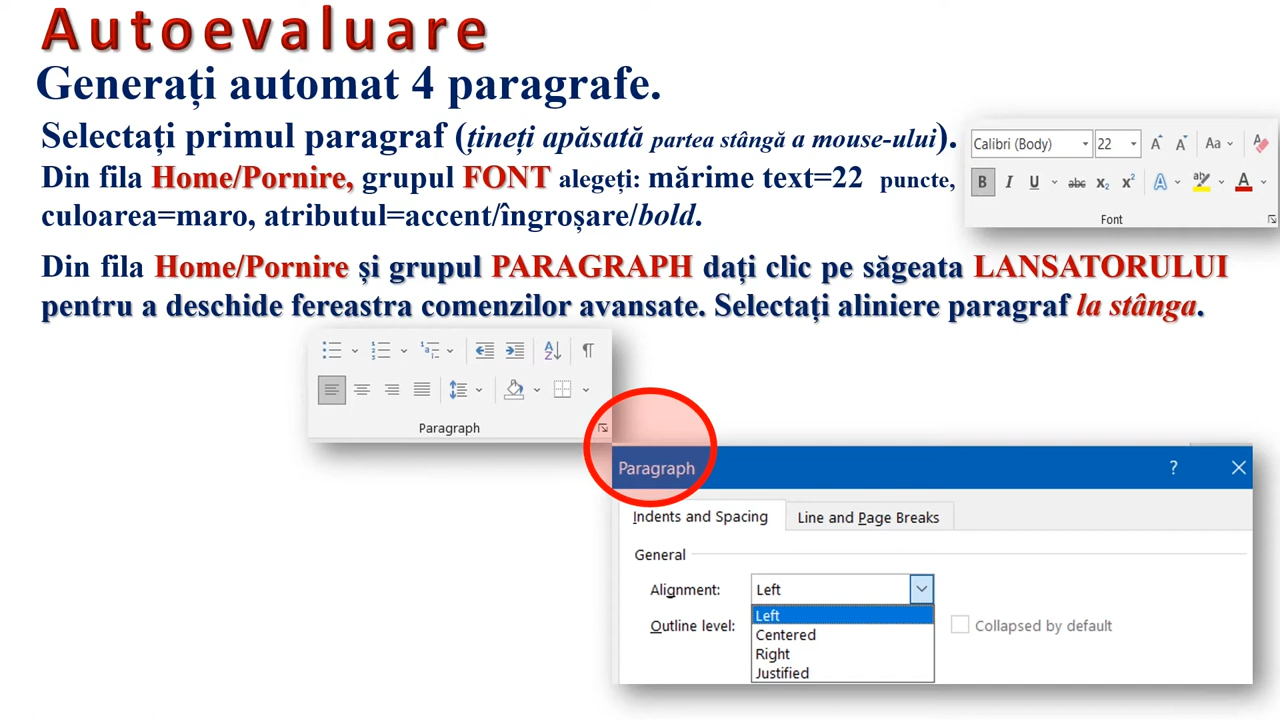 Autoevaluare
Generați automat 4 paragrafe.
Selectați primul paragraf (țineți apăsată partea stângă a mouse-ului).
Din fila Home/Pornire, grupul FONT alegeți: mărime text=22 puncte,
culoarea=maro, atributul=accent/îngroșare/bold.
Calibri (Body) 22 A A Aa A
B I U abc x₂ x² A ab A
Font
Din fila Home/Pornire și grupul PARAGRAPH dați clic pe săgeata LANSATORULUI
pentru a deschide fereastra comenzilor avansate. Selectați aliniere paragraf la stânga.
Paragraph
Paragraph ?
Indents and Spacing Line and Page Breaks
General
Alignment: Left
Left
Outline level: Collapsed by default
Centered
Right
Justified